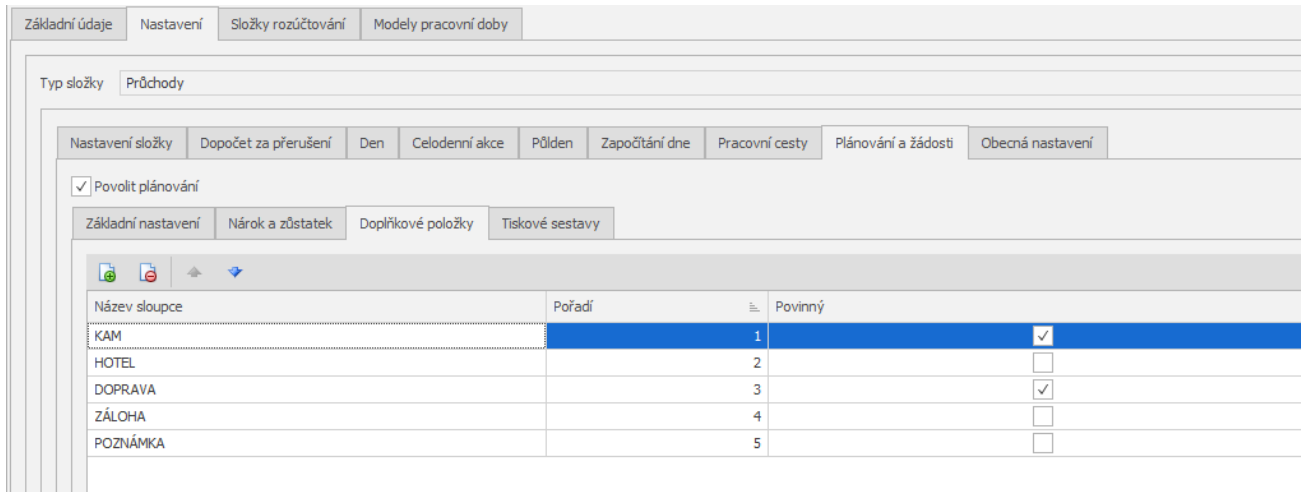 Základní údaje Nastavení Složky rozúčtování Modely pracovní doby
Typ složky Průchody
Nastavení složky Dopočet za přerušení Den Celodenní akce Půlden Započítání dne Pracovní cesty Plánování a žádosti Obecná nastavení
Povolit plánování
Základní nastavení Nárok a zůstatek Doplňkové položky Tiskové sestavy
Název sloupce Pořadí Povinný
KAM 1
HOTEL 2
DOPRAVA 3
ZÁLOHA 4
POZNÁMKA 5